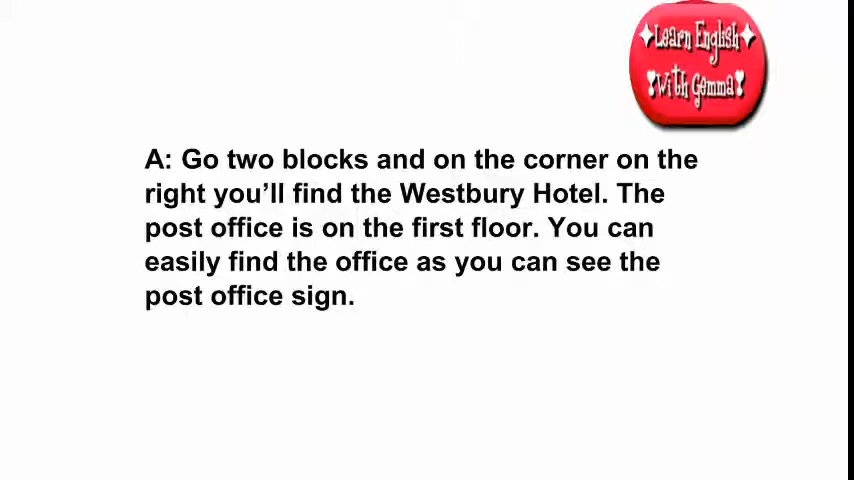 Learn English
With Gemma
A: Go two blocks and on the corner on the
right you’ll find the Westbury Hotel. The
post office is on the first floor. You can
easily find the office as you can see the
post office sign.